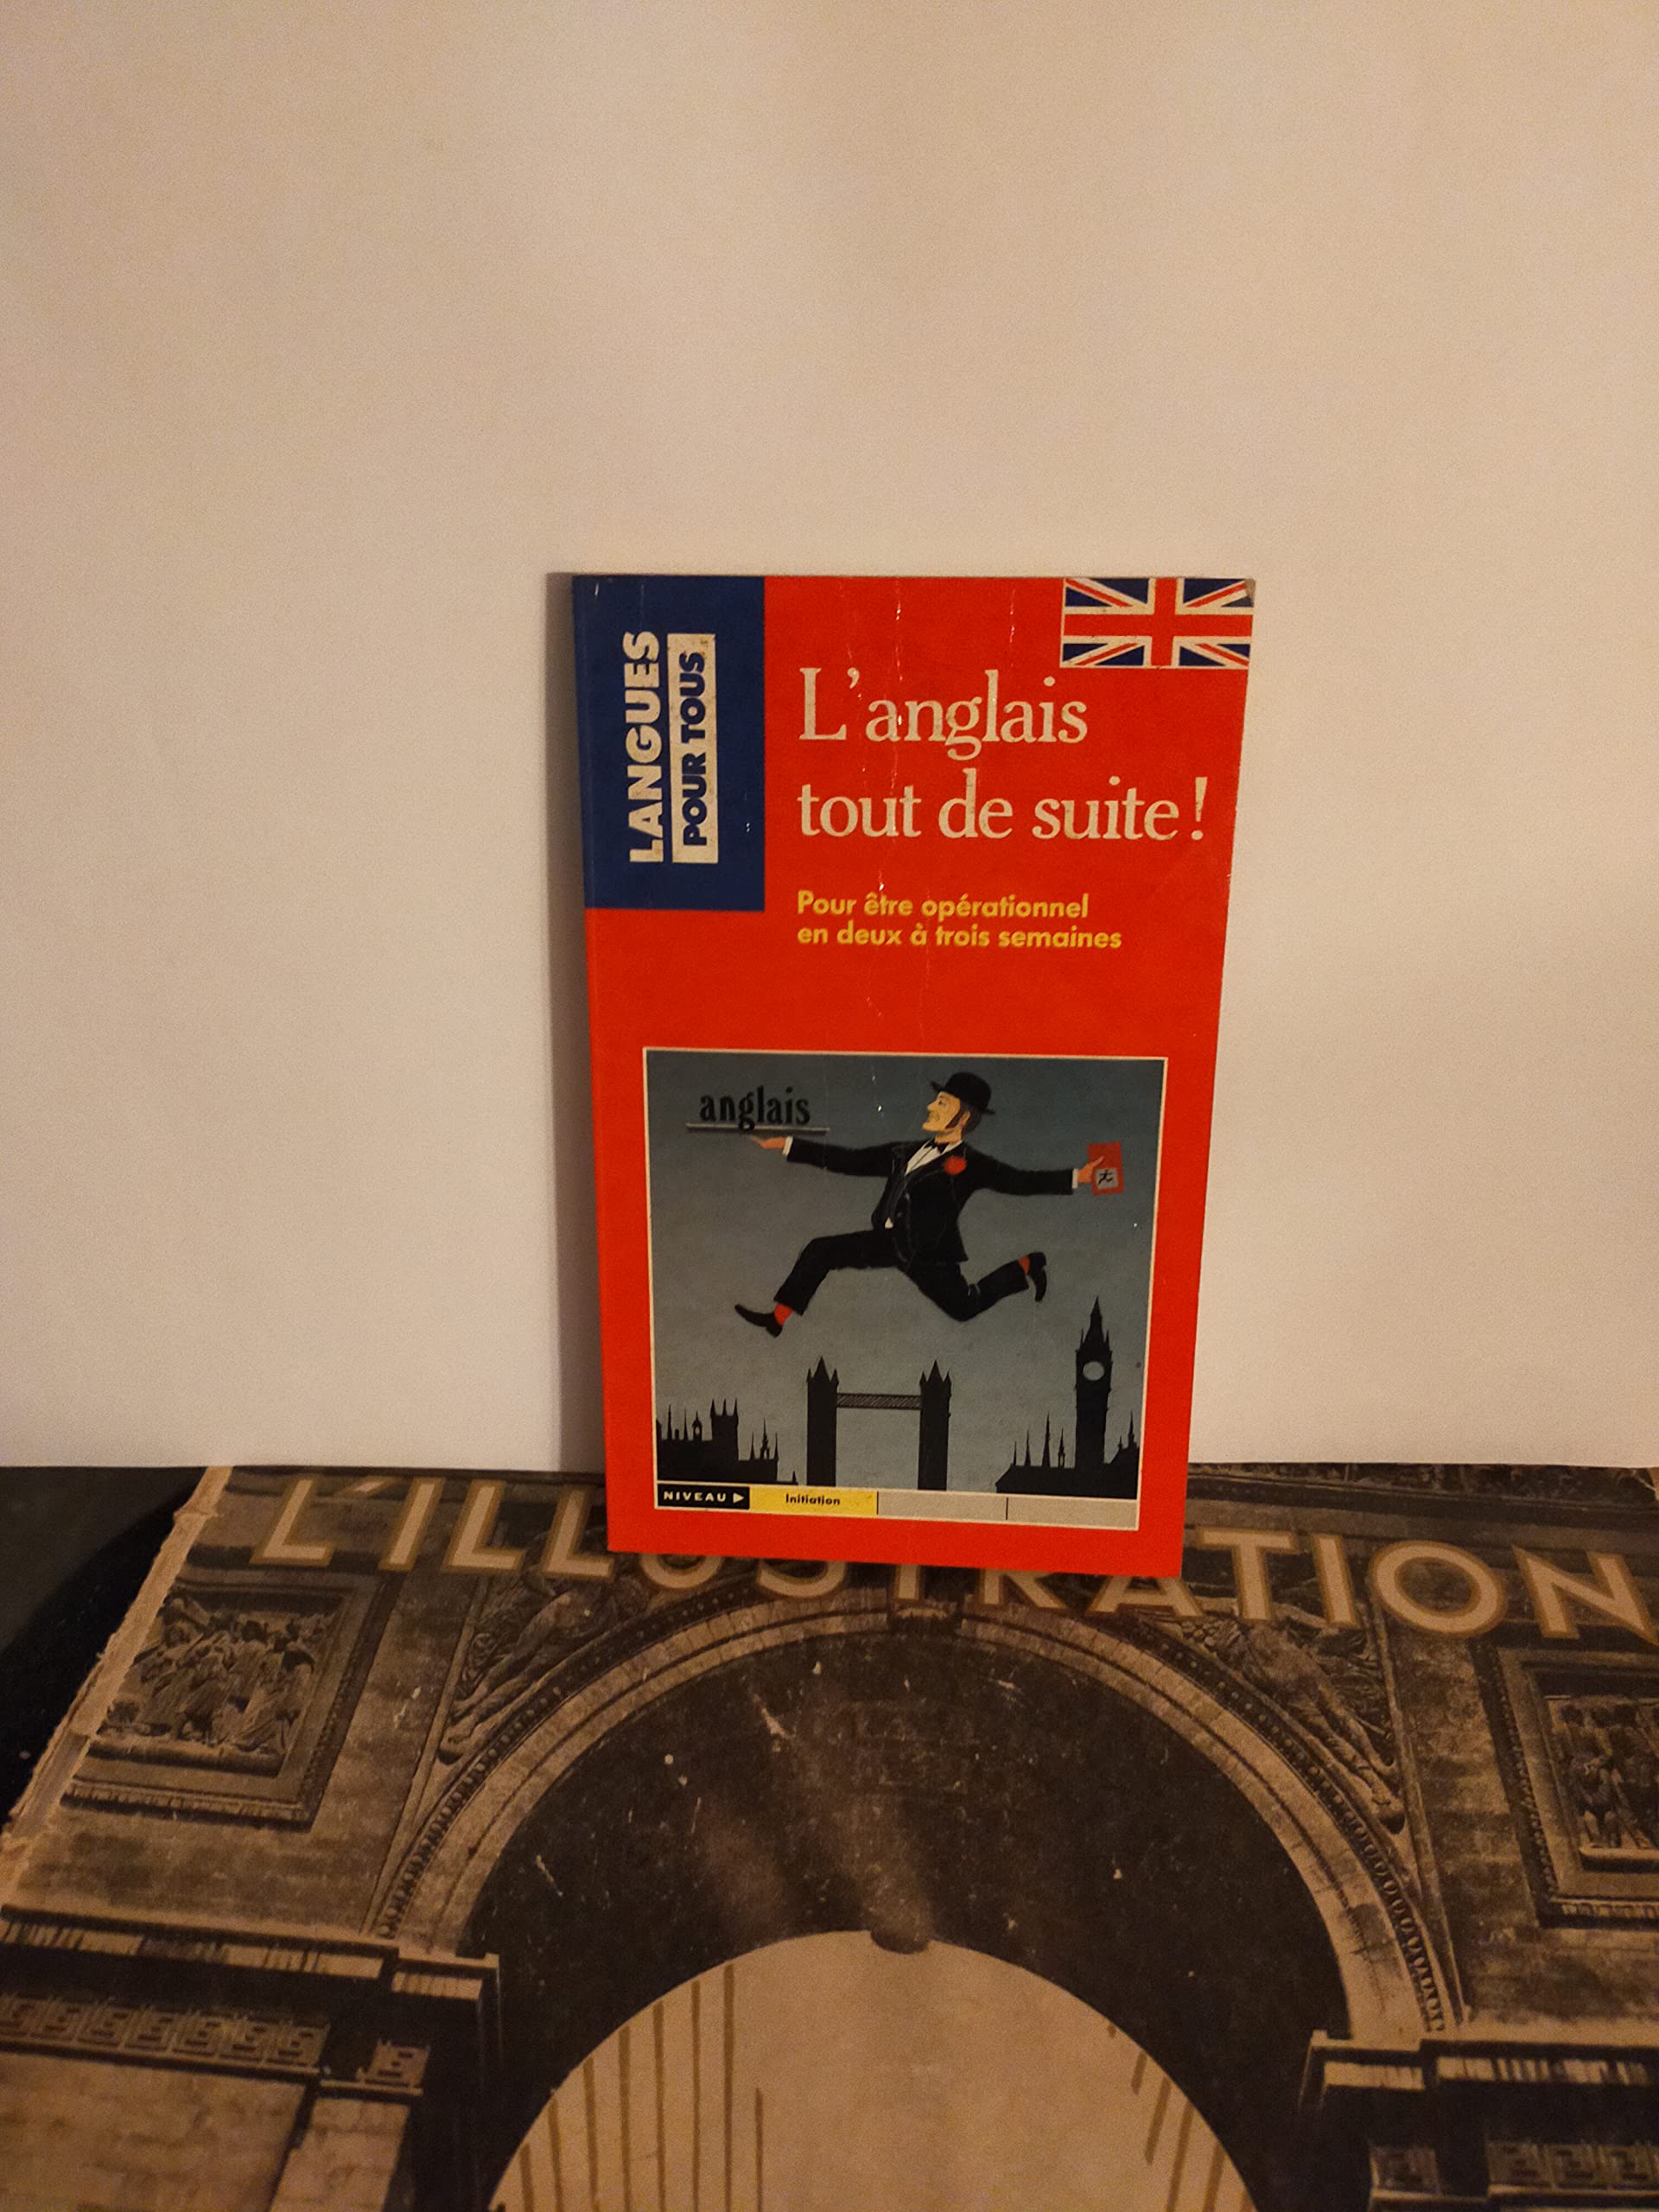 LANGUES
POUR TOUS
L'anglais
tout de suite !
Pour être opérationnel
en deux à trois semaines
anglais
NIVEAU ▶ Initiation
L'ILLUSTRATION